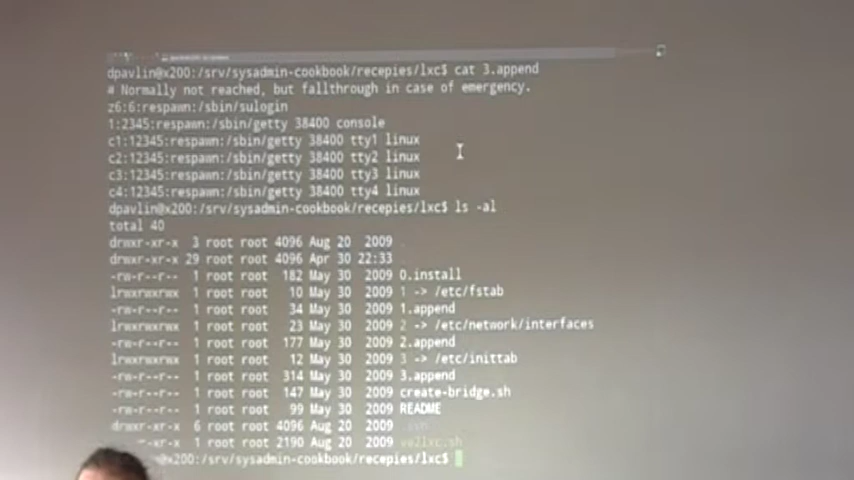 dpavlin@x200:/srv/sysadmin-cookbook/recepies/lxc$ cat 3.append
# Normally not reached, but fallthrough in case of emergency.
z6:6:respawn:/sbin/sulogin
1:2345:respawn:/sbin/getty 38400 console
c1:12345:respawn:/sbin/getty 38400 tty1 linux
c2:12345:respawn:/sbin/getty 38400 tty2 linux
c3:12345:respawn:/sbin/getty 38400 tty3 linux
c4:12345:respawn:/sbin/getty 38400 tty4 linux
dpavlin@x200:/srv/sysadmin-cookbook/recepies/lxc$ ls -al
total 40
drwxr-xr-x 3 root root 4096 Aug 20 2009 .
drwxr-xr-x 29 root root 4096 Apr 30 22:33
-rw-r--r-- 1 root root 182 May 30 2009 0.install
lrwxrwxrwx 1 root root 10 May 30 2009 1 -> /etc/fstab
-rw-r--r-- 1 root root 34 May 30 2009 1.append
lrwxrwxrwx 1 root root 23 May 30 2009 2 -> /etc/network/interfaces
-rw-r--r-- 1 root root 177 May 30 2009 2.append
lrwxrwxrwx 1 root root 12 May 30 2009 3 -> /etc/inittab
-rw-r--r-- 1 root root 314 May 30 2009 3.append
-rw-r--r-- 1 root root 147 May 30 2009 create-bridge.sh
-rw-r--r-- 1 root root 99 May 30 2009 README
drwxr-xr-x 6 root root 4096 Aug 20 2009
-xr-x 1 root root 2190 Aug 20 2009 ve2lxc.sh
@x200:/srv/sysadmin-cookbook/recepies/lxc$